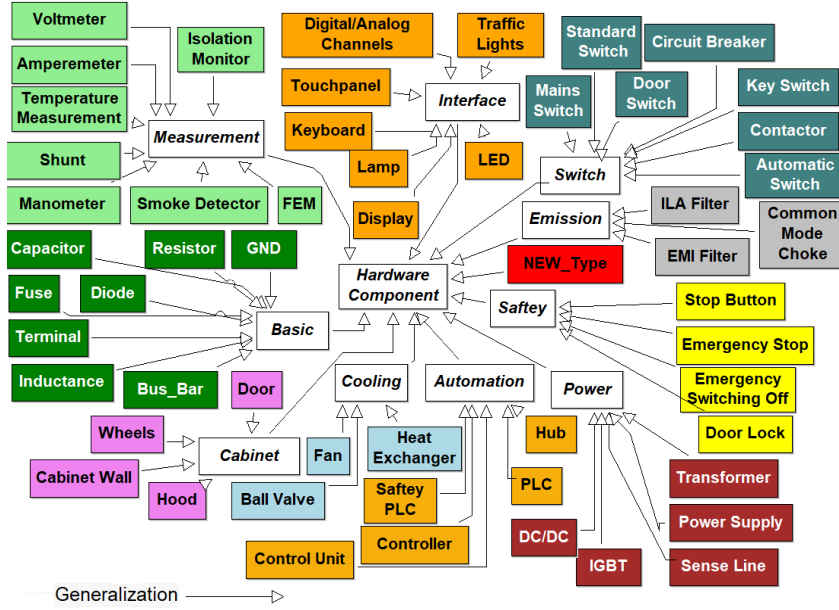 Voltmeter
Amperemeter
Temperature
Measurement
Isolation
Monitor
Measurement
Shunt
Manometer
Smoke Detector
FEM
Digital/Analog
Channels
Traffic
Lights
Touchpanel
Interface
Keyboard
Lamp
LED
Display
Standard
Switch
Circuit Breaker
Mains
Switch
Door
Switch
Key Switch
Contactor
Switch
Automatic
Switch
Emission
ILA Filter
EMI Filter
Common
Mode
Choke
Capacitor
Resistor
GND
Fuse
Diode
Terminal
Basic
Inductance
Bus_Bar
Hardware
Component
NEW_Type
Saftey
Stop Button
Emergency Stop
Emergency
Switching Off
Door Lock
Door
Wheels
Cabinet
Cabinet Wall
Hood
Cooling
Fan
Heat
Exchanger
Ball Valve
Automation
Hub
Saftey
PLC
PLC
Controller
Control Unit
Power
Transformer
Power Supply
DC/DC
IGBT
Sense Line
Generalization